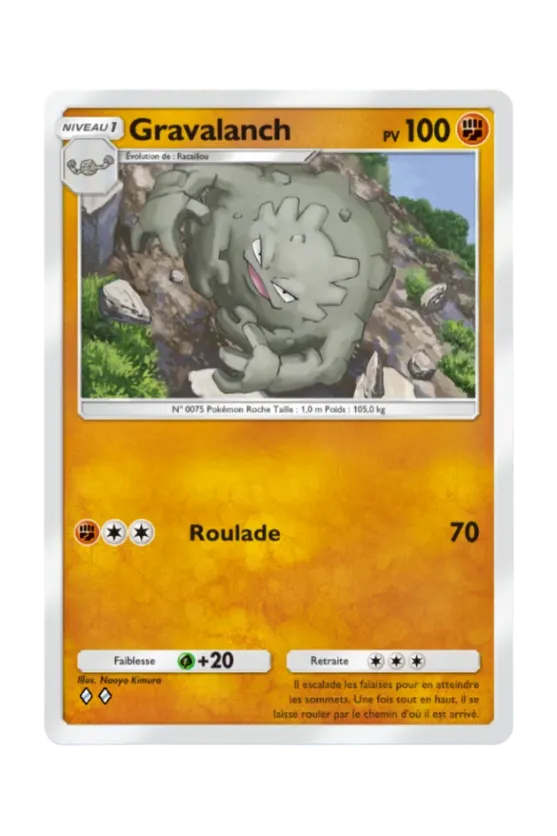 NIVEAU 1 Gravalanch PV 100
Évolution de : Racaillou
N° 0075 Pokémon Roche Taille : 1,0 m Poids : 105,0 kg
Roulade 70
Faiblesse +20 Retraite
Illus. Naoyo Kimura
Il escalade les falaises pour en atteindre
les sommets. Une fois tout en haut, il se
laisse rouler par le chemin d'où il est arrivé.